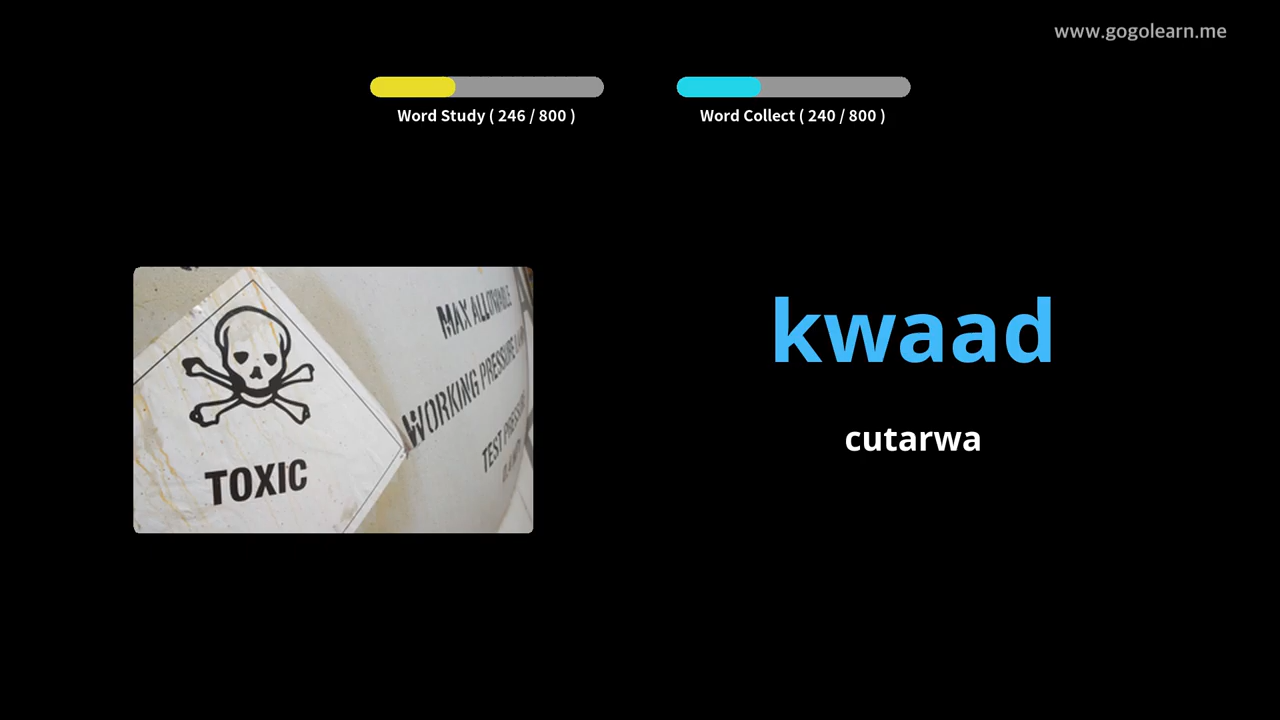 www.gogolearn.me
Word Study ( 246 / 800 )
Word Collect ( 240 / 800 )
MAX ALLOWABLE
WORKING PRESSURE
TEST PRESSURE
TOXIC
kwaad
cutarwa